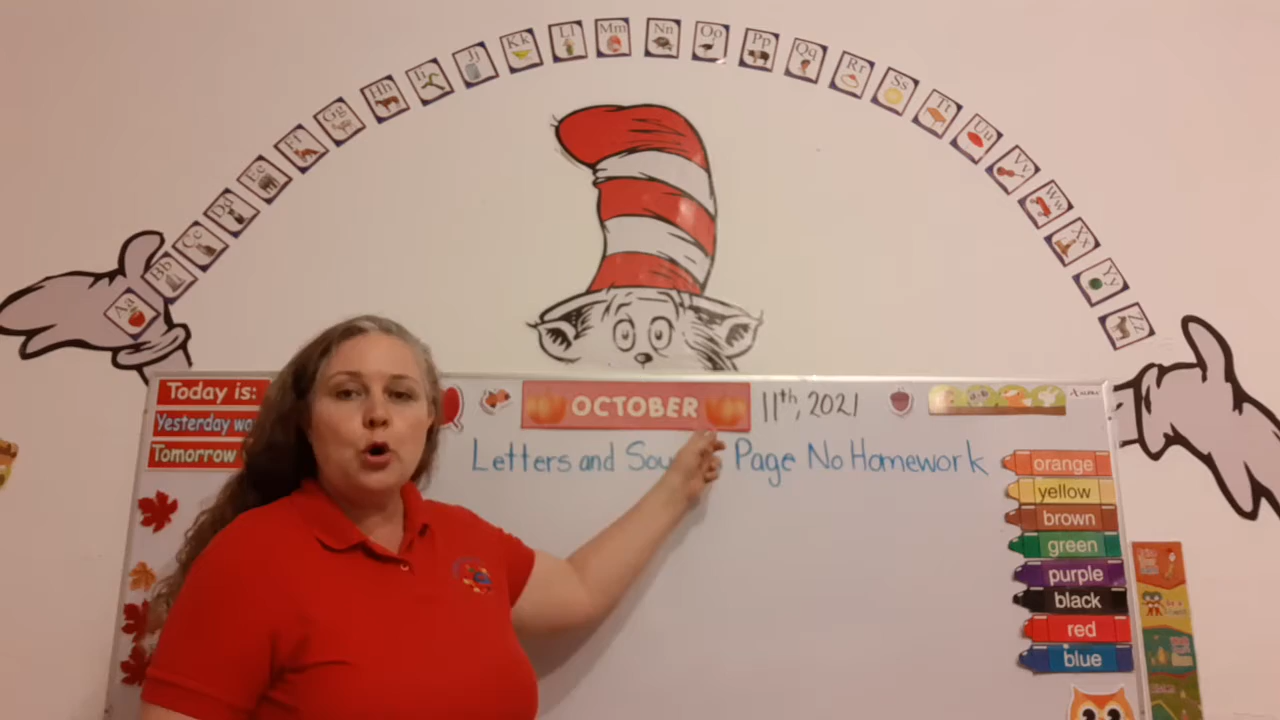 Aa
Bb
Cc
Dd
Ee
Ff
Gg
Hh
Ii
Jj
Kk
Ll
Mm
Nn
Oo
Pp
Qq
Rr
Ss
Tt
Uu
Vv
Ww
Xx
Yy
Zz
Today is:
Yesterday
Tomorrow
OCTOBER 11th, 2021
Letters and Page No Homework
orange
yellow
brown
green
purple
black
red
blue